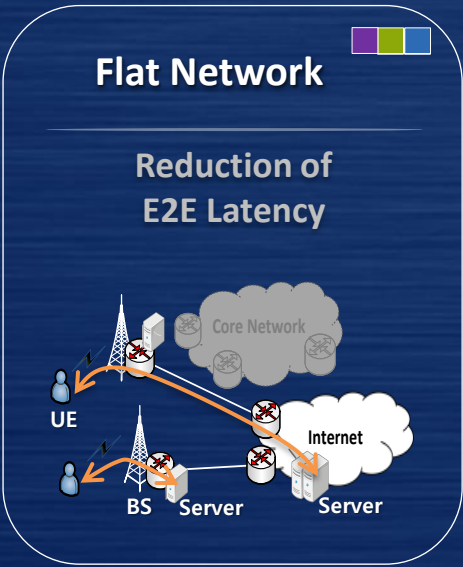 Flat Network
Reduction of
E2E Latency
Core Network
UE
Internet
BS
Server
Server